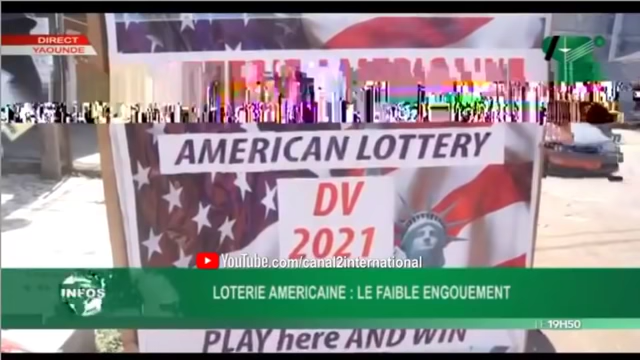 DIRECT
YAOUNDE
AMERICAN LOTTERY
DV
2021
YouTube.com/canal2international
INFOS
LOTERIE AMERICAINE : LE FAIBLE ENGOUEMENT
19H50
PLAY here AND WIN